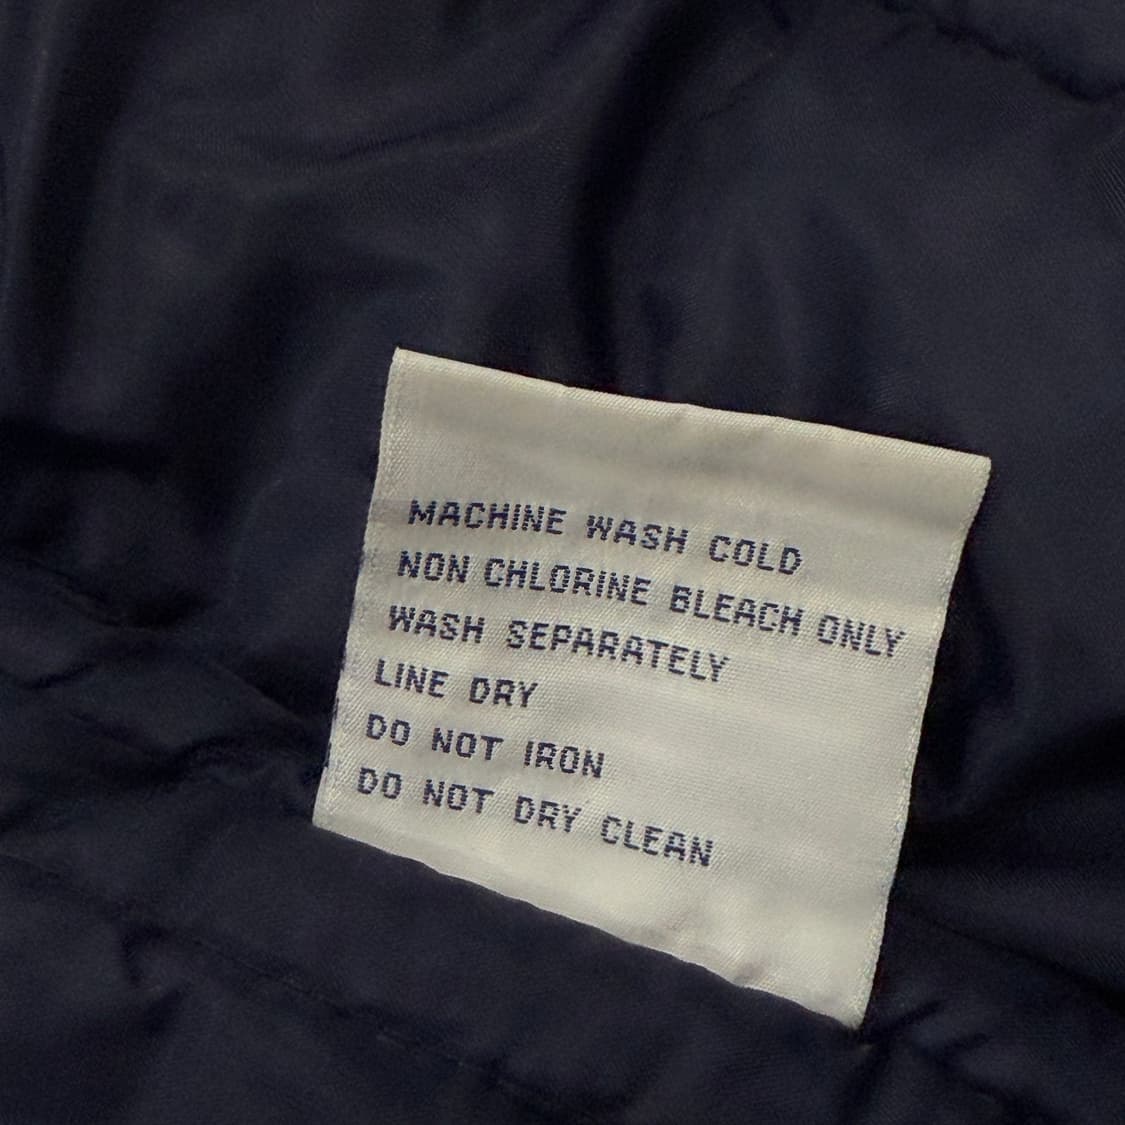 MACHINE WASH COLD
NON CHLORINE BLEACH ONLY
WASH SEPARATELY
LINE DRY
DO NOT IRON
DO NOT DRY CLEAN